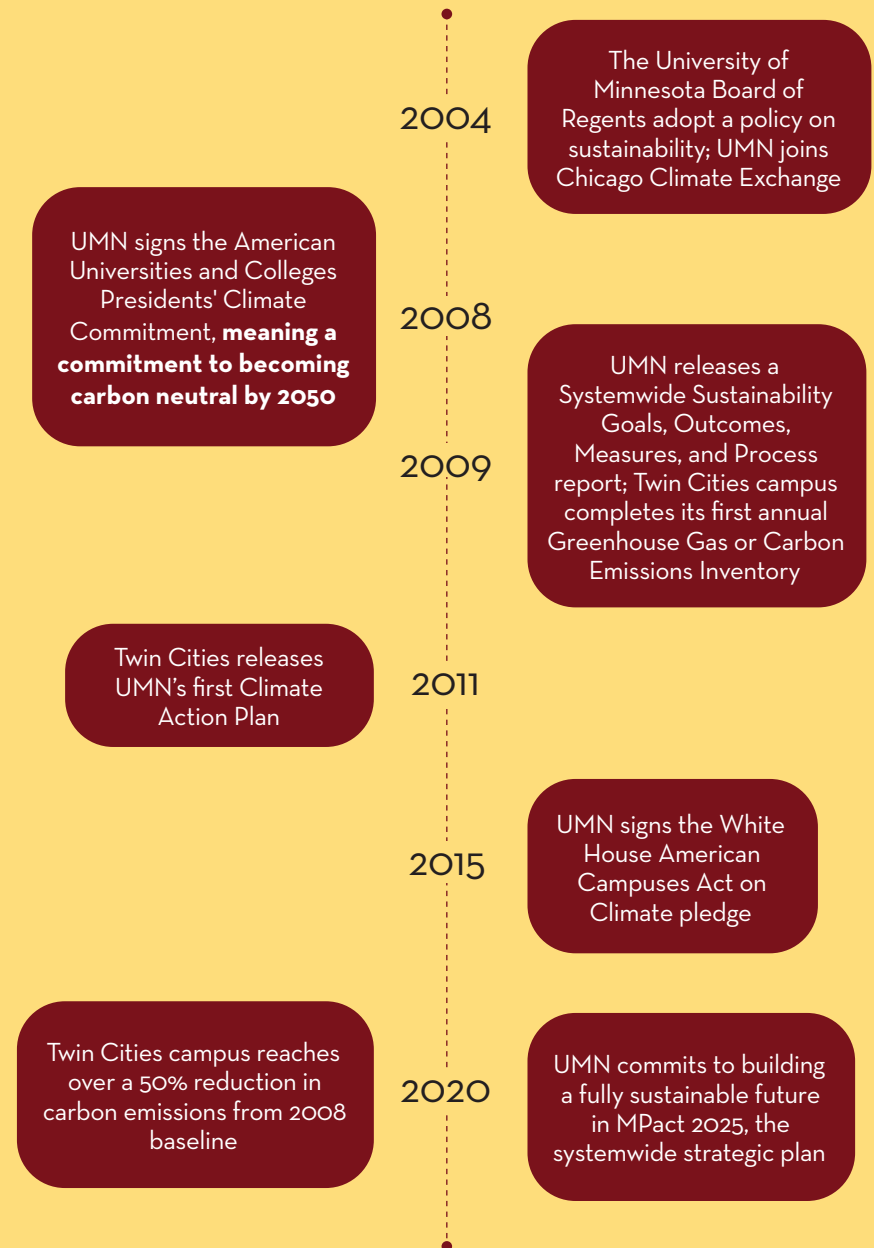 2004
The University of
Minnesota Board of
Regents adopt a policy on
sustainability; UMN joins
Chicago Climate Exchange
UMN signs the American
Universities and Colleges
Presidents' Climate
Commitment, meaning a
commitment to becoming
carbon neutral by 2050
2008
2009
UMN releases a
Systemwide Sustainability
Goals, Outcomes,
Measures, and Process
report; Twin Cities campus
completes its first annual
Greenhouse Gas or Carbon
Emissions Inventory
Twin Cities releases
UMN’s first Climate
Action Plan
2011
2015
UMN signs the White
House American
Campuses Act on
Climate pledge
Twin Cities campus reaches
over a 50% reduction in
carbon emissions from 2008
baseline
2020
UMN commits to building
a fully sustainable future
in MPact 2025, the
systemwide strategic plan